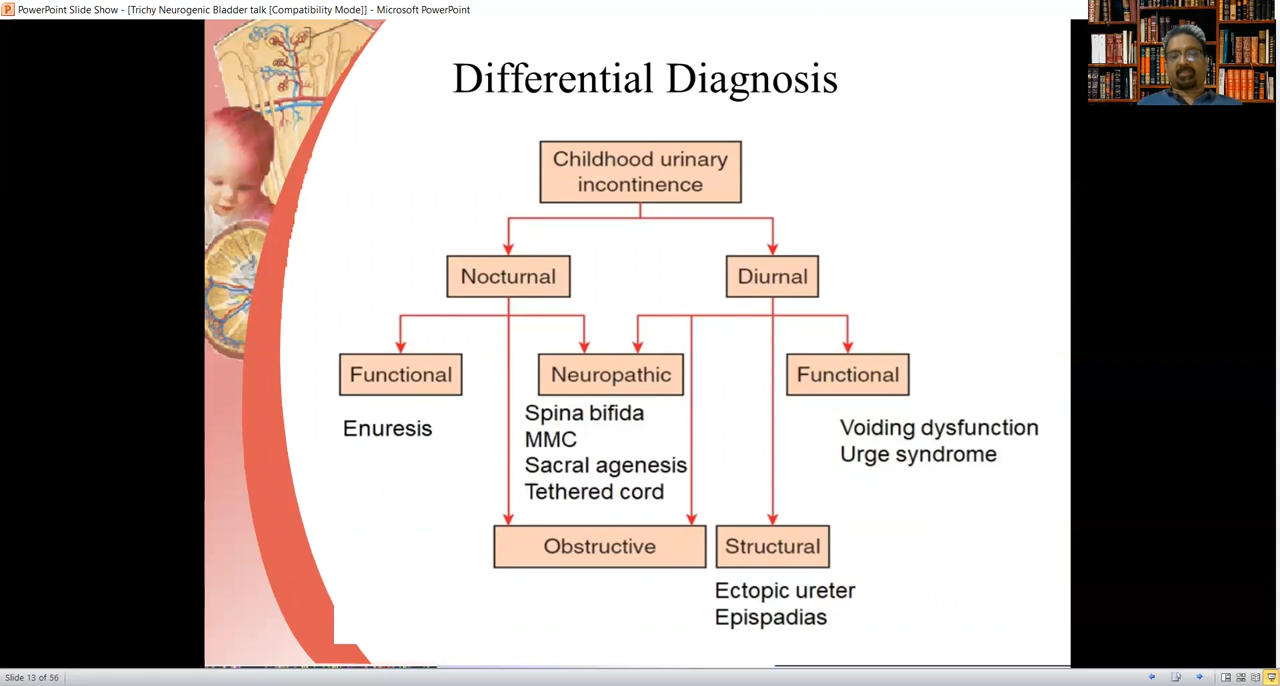 PowerPoint Slide Show - [Trichy Neurogenic Bladder talk [Compatibility Mode]] - Microsoft PowerPoint
Differential Diagnosis
Childhood urinary
incontinence
Nocturnal
Diurnal
Functional
Neuropathic
Functional
Enuresis
Spina bifida
MMC
Sacral agenesis
Tethered cord
Voiding dysfunction
Urge syndrome
Obstructive
Structural
Ectopic ureter
Epispadias
Slide 13 of 56